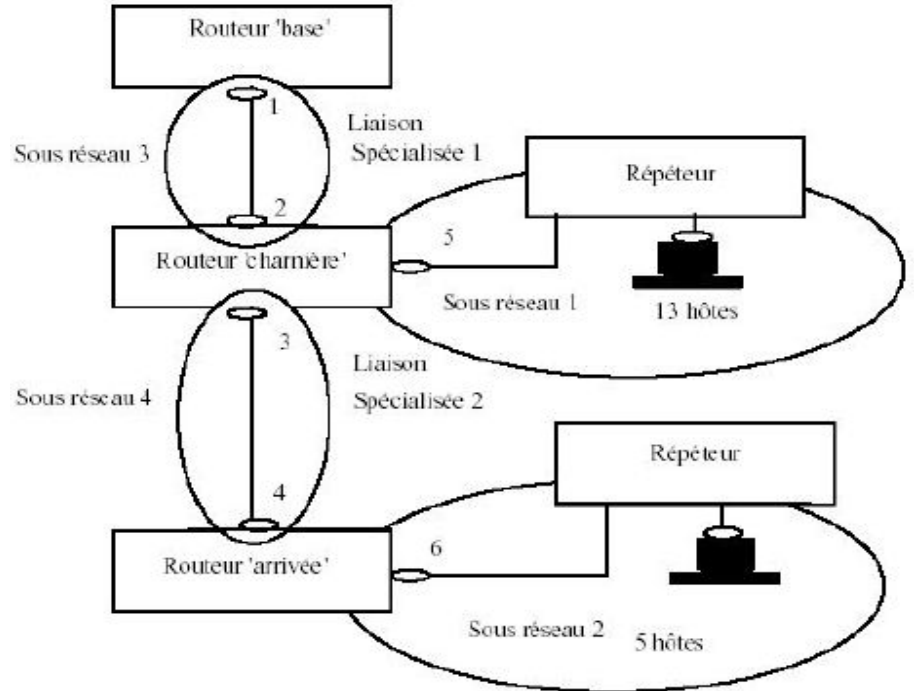 Routeur 'base'
1
Liaison
Spécialisée 1
Sous réseau 3
Répéteur
2
5
Routeur 'charnière'
Sous réseau 1
13 hôtes
3
Liaison
Spécialisée 2
Sous réseau 4
Répéteur
4
6
Routeur 'arrivée'
Sous réseau 2
5 hôtes